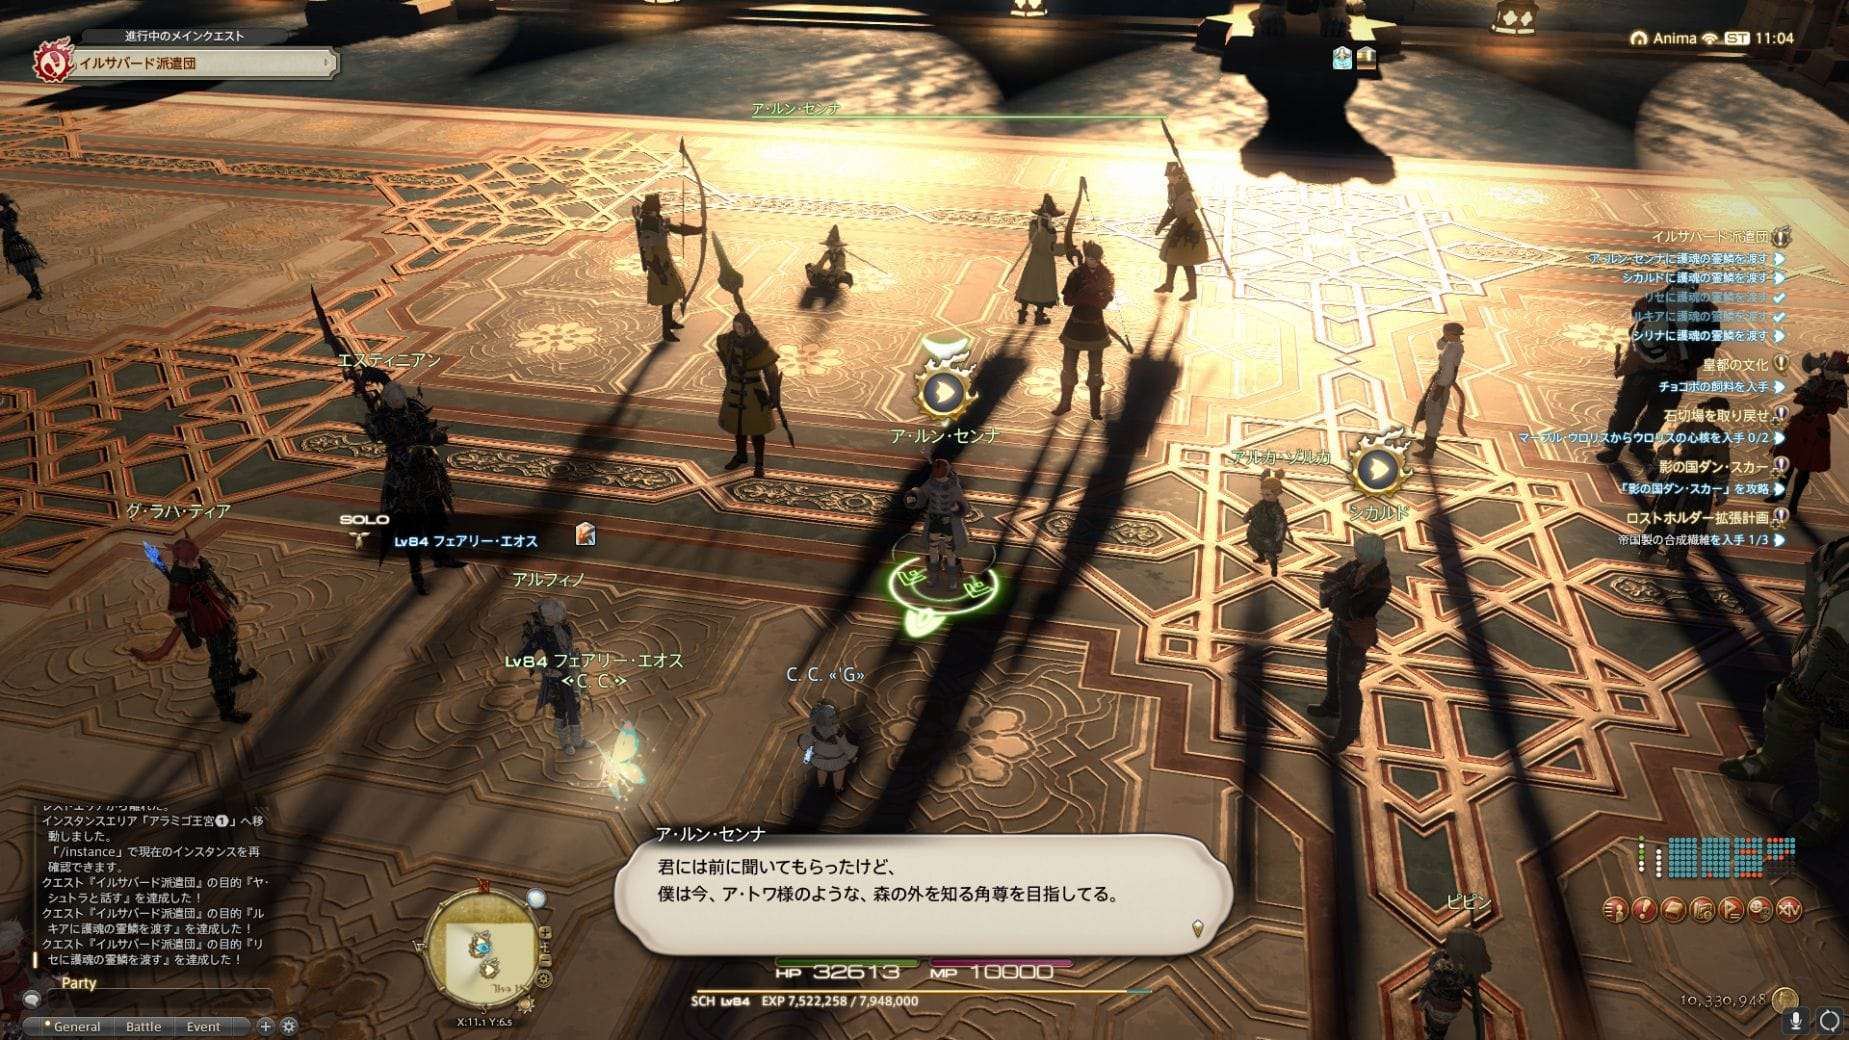 進行中のメインクエスト
イルサバード派遣団
Anima ST 11:04
ア・ルン・センナ
イルサバード派遣団
ア・ルン・センナに護魂の霊鱗を渡す
シカルドに護魂の霊鱗を渡す
リセに護魂の霊鱗を渡す
ルキアに護魂の霊鱗を渡す
シリナに護魂の霊鱗を渡す
皇都の文化
チョコボの飼料を入手
石切場を取り戻せ
マーブル・ウロリスからウロリスの心核を入手 0/2
影の国ダン・スカー
「影の国ダン・スカー」を攻略
ロストホルダー拡張計画
帝国製の合成繊維を入手 1/3
エスティニアン
ア・ルン・センナ
アルカ・ゾルカ
シカルド
グ・ラハ・ティア
SOLO
Lv84 フェアリー・エオス
アルフィノ
Lv84 フェアリー・エオス
<C. C.>
C. C. «'G»
レストエリアから離れた。
インスタンスエリア「アラミゴ王宮1」へ移
動しました。
「/instance」で現在のインスタンスを再
確認できます。
クエスト『イルサバード派遣団』の目的『ヤ・
シュトラと話す』を達成した！
クエスト『イルサバード派遣団』の目的『ル
キアに護魂の霊鱗を渡す』を達成した！
クエスト『イルサバード派遣団』の目的『リ
セに護魂の霊鱗を渡す』を達成した！
Party
General Battle Event
X:11.1 Y:6.5
ア・ルン・センナ
君には前に聞いてもらったけど、
僕は今、ア・トワ様のような、森の外を知る角尊を目指してる。
HP 32613 MP 10000
SCH Lv84 EXP 7,522,258 / 7,948,000
ピピン
XIV
10,330,948